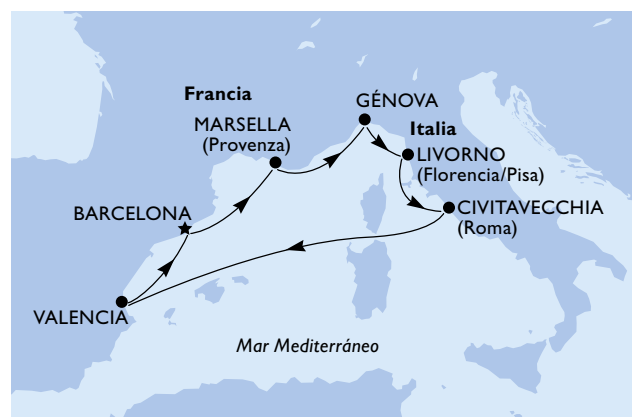 Francia
GÉNOVA
MARSELLA
(Provenza)
Italia
LIVORNO
(Florencia/Pisa)
BARCELONA
CIVITAVECCHIA
(Roma)
VALENCIA
Mar Mediterráneo